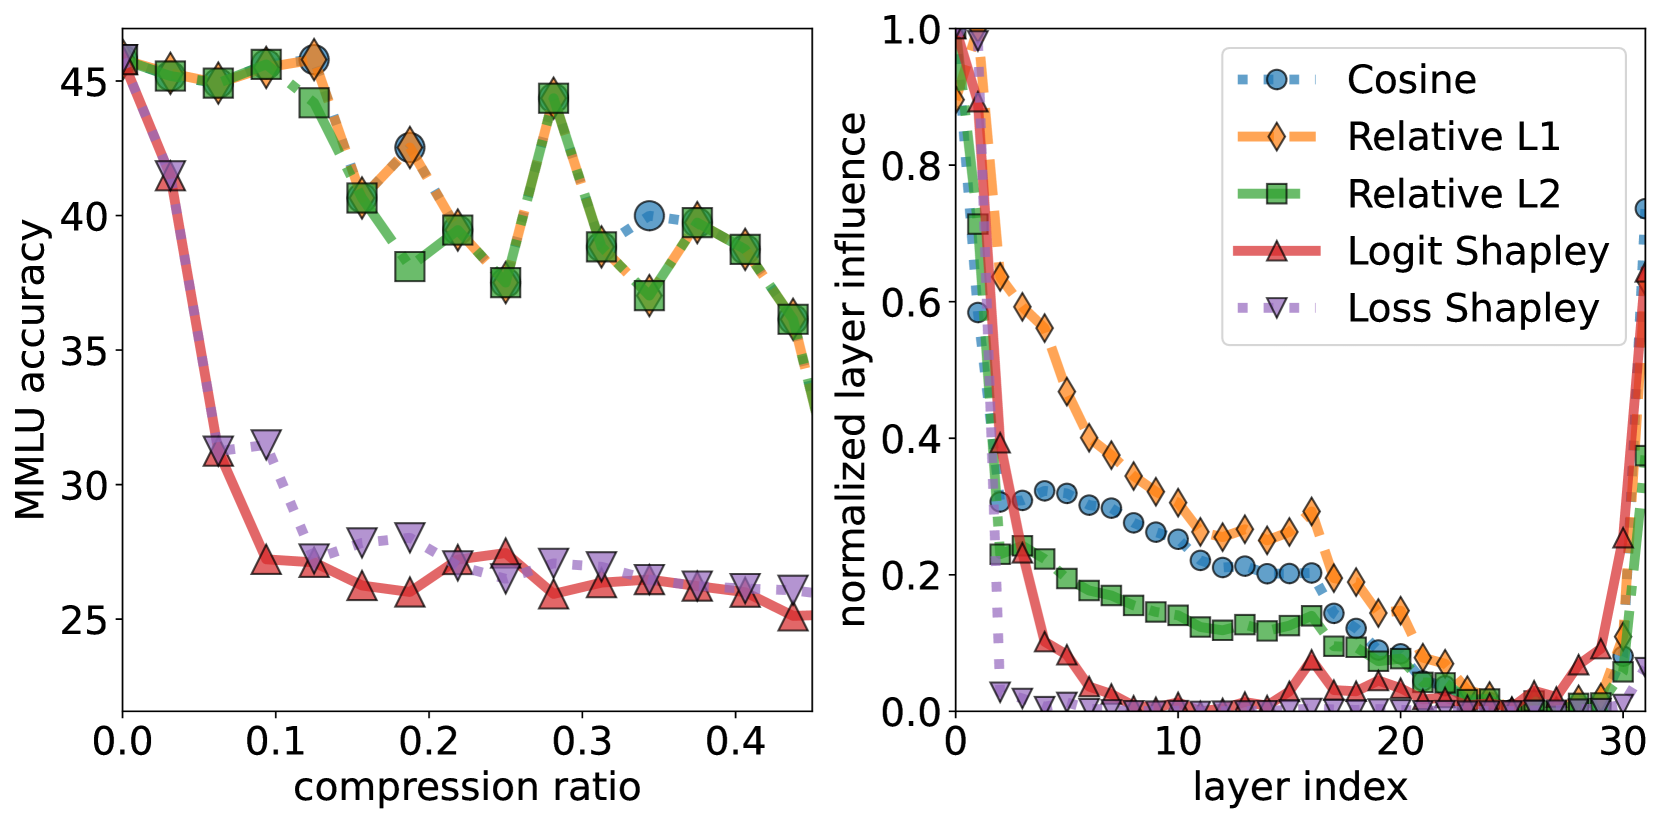 MMLU accuracy
45
40
35
30
25
0.0 0.1 0.2 0.3 0.4
compression ratio
normalized layer influence
1.0
0.8
0.6
0.4
0.2
0.0
0 10 20 30
layer index
Cosine
Relative L1
Relative L2
Logit Shapley
Loss Shapley